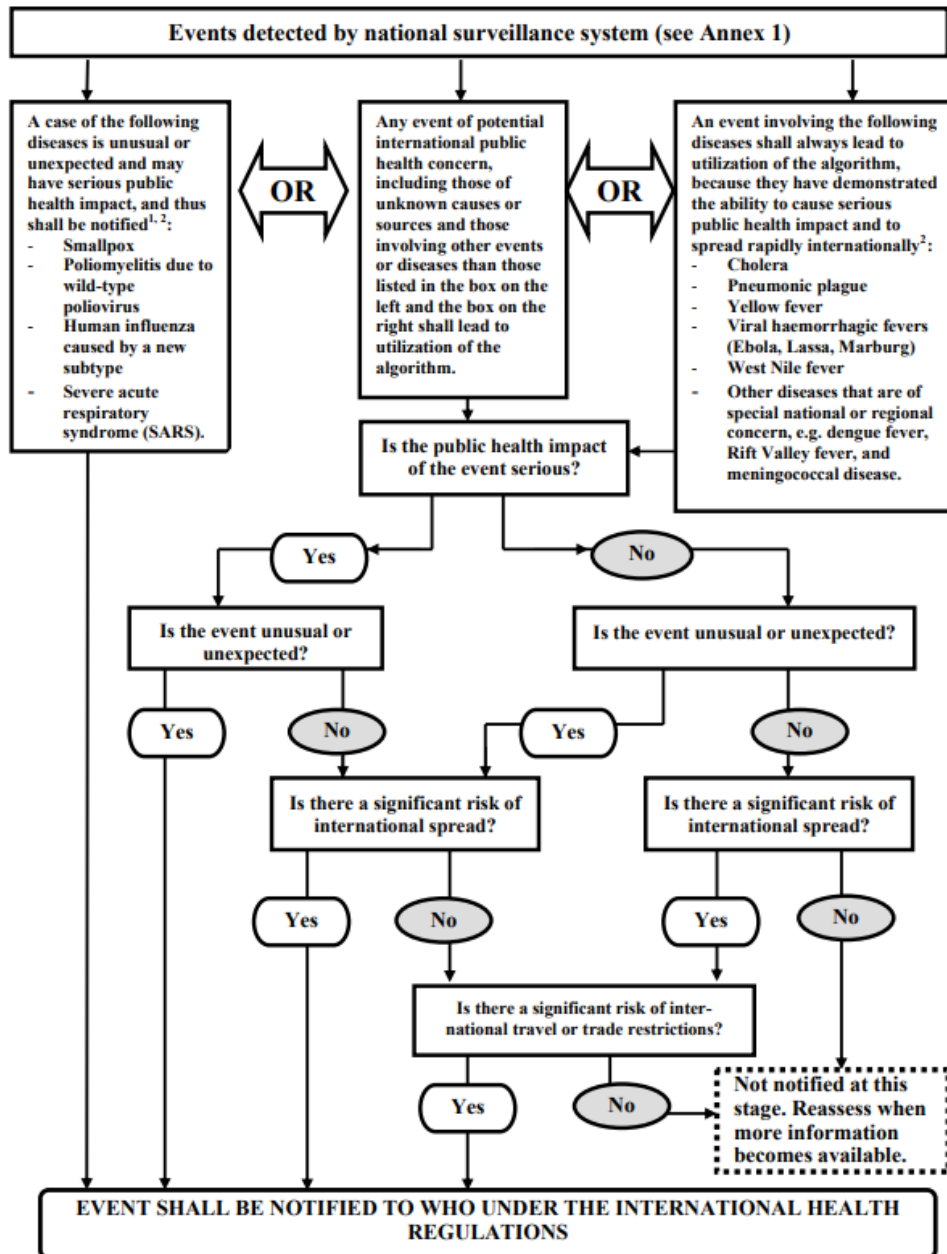 Events detected by national surveillance system (see Annex 1)
A case of the following
diseases is unusual or
unexpected and may
have serious public
health impact, and thus
shall be notified1, 2:
- Smallpox
- Poliomyelitis due to
wild-type
poliovirus
- Human influenza
caused by a new
subtype
- Severe acute
respiratory
syndrome (SARS).
OR
Any event of potential
international public
health concern,
including those of
unknown causes or
sources and those
involving other events
or diseases than those
listed in the box on the
left and the box on the
right shall lead to
utilization of the
algorithm.
OR
An event involving the following
diseases shall always lead to
utilization of the algorithm,
because they have demonstrated
the ability to cause serious
public health impact and to
spread rapidly internationally2:
- Cholera
- Pneumonic plague
- Yellow fever
- Viral haemorrhagic fevers
(Ebola, Lassa, Marburg)
- West Nile fever
- Other diseases that are of
special national or regional
concern, e.g. dengue fever,
Rift Valley fever, and
meningococcal disease.
Is the public health impact
of the event serious?
Yes
No
Is the event unusual or
unexpected?
Is the event unusual or unexpected?
Yes
No
Yes
No
Is there a significant risk of
international spread?
Is there a significant risk of
international spread?
Yes
No
Yes
No
Is there a significant risk of inter-
national travel or trade restrictions?
Yes
No
Not notified at this
stage. Reassess when
more information
becomes available.
EVENT SHALL BE NOTIFIED TO WHO UNDER THE INTERNATIONAL HEALTH
REGULATIONS